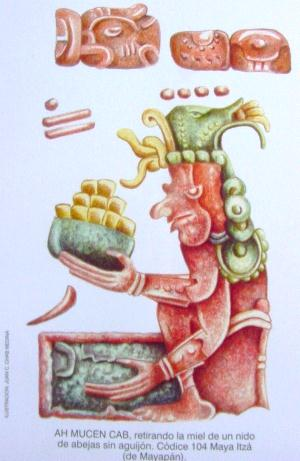 AH MUCEN CAB, retirando la miel de un nido
de abejas sin aguijón. Códice 104 Maya Itzá
(de Mayapán).